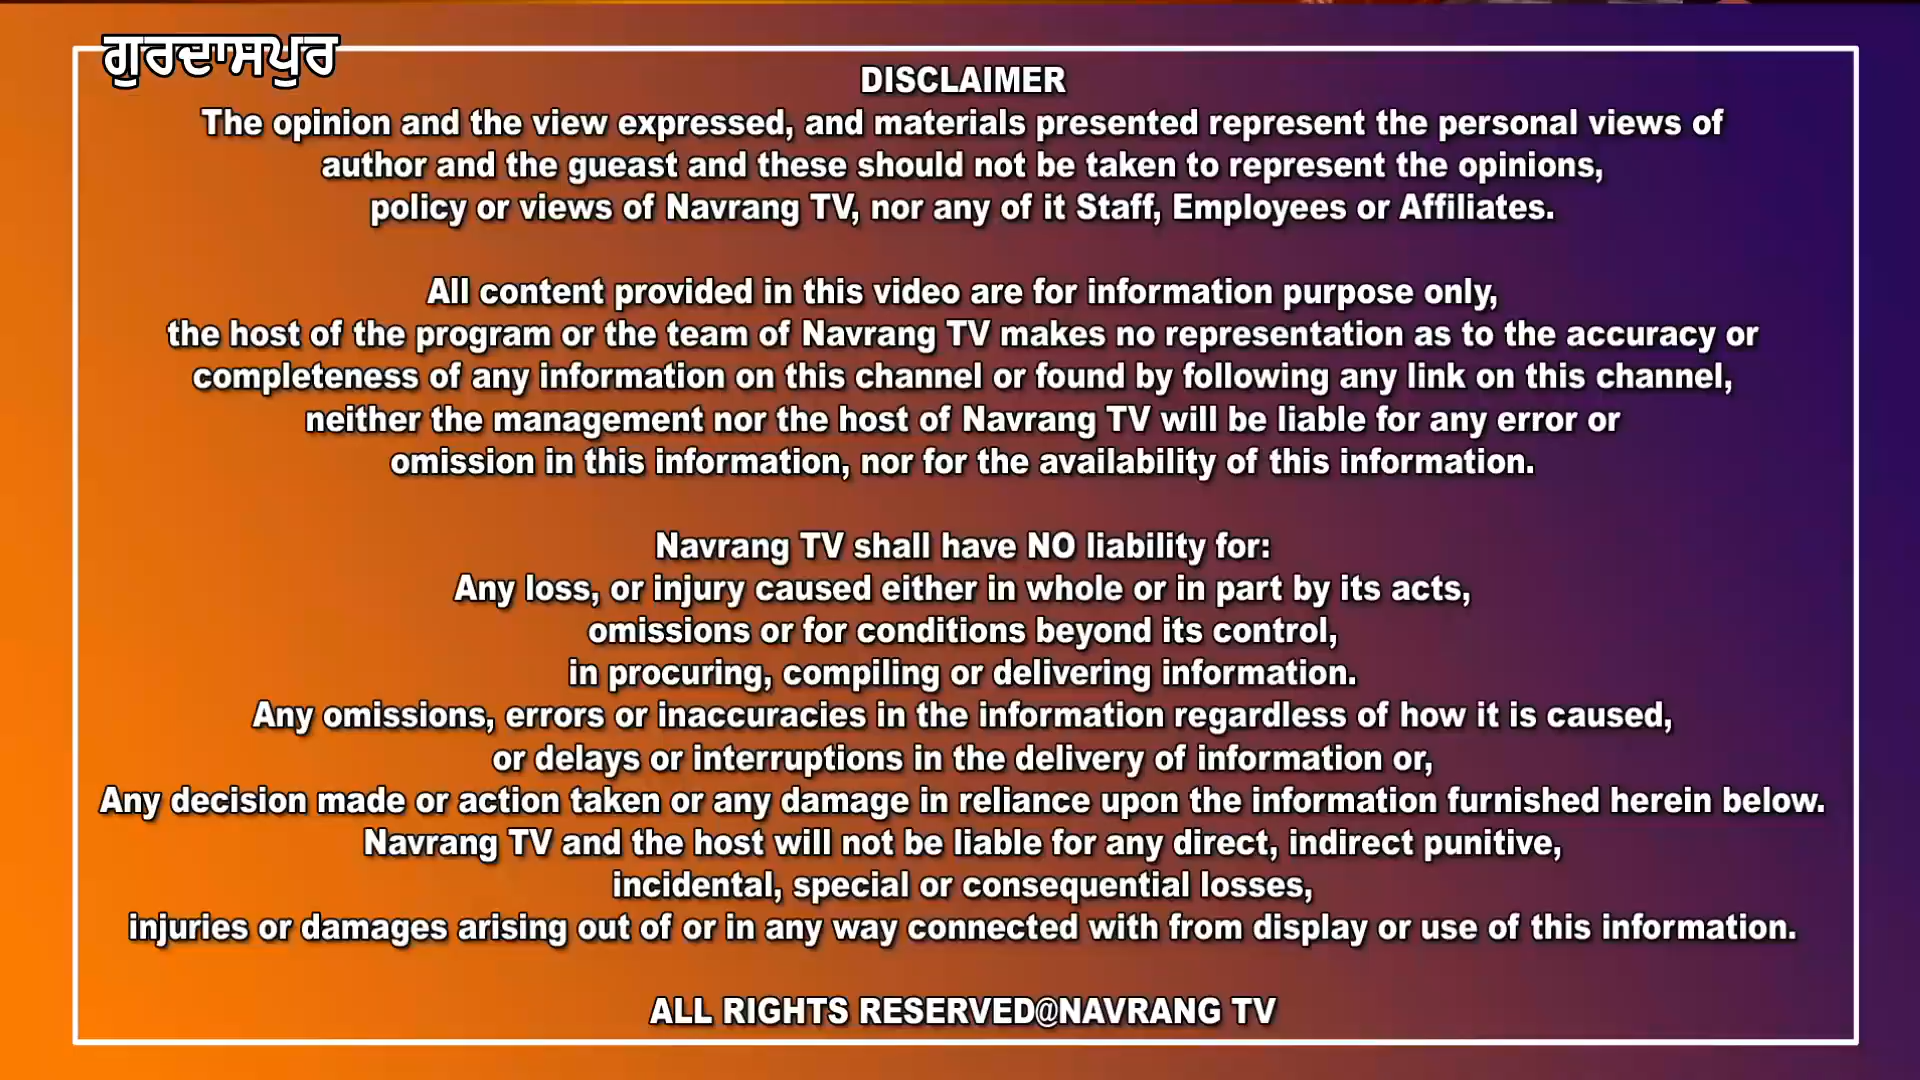 ਗੁਰਦਾਸਪੁਰ
DISCLAIMER
The opinion and the view expressed, and materials presented represent the personal views of
author and the gueast and these should not be taken to represent the opinions,
policy or views of Navrang TV, nor any of it Staff, Employees or Affiliates.
All content provided in this video are for information purpose only,
the host of the program or the team of Navrang TV makes no representation as to the accuracy or
completeness of any information on this channel or found by following any link on this channel,
neither the management nor the host of Navrang TV will be liable for any error or
omission in this information, nor for the availability of this information.
Navrang TV shall have NO liability for:
Any loss, or injury caused either in whole or in part by its acts,
omissions or for conditions beyond its control,
in procuring, compiling or delivering information.
Any omissions, errors or inaccuracies in the information regardless of how it is caused,
or delays or interruptions in the delivery of information or,
Any decision made or action taken or any damage in reliance upon the information furnished herein below.
Navrang TV and the host will not be liable for any direct, indirect punitive,
incidental, special or consequential losses,
injuries or damages arising out of or in any way connected with from display or use of this information.
ALL RIGHTS RESERVED@NAVRANG TV